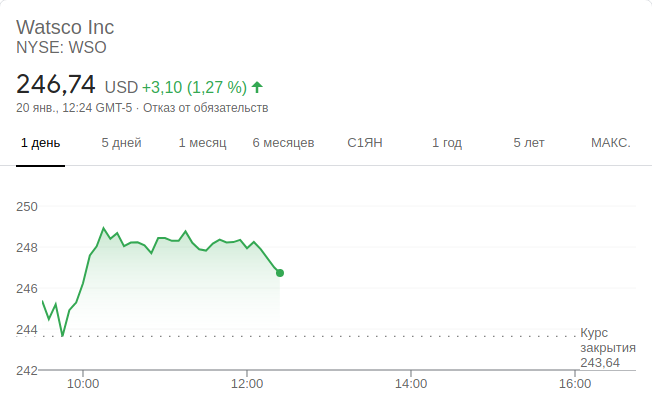 Watsco Inc
NYSE: WSO
246,74 USD +3,10 (1,27 %)
20 янв., 12:24 GMT-5 · Отказ от обязательств
1 день 5 дней 1 месяц 6 месяцев С1ЯН 1 год 5 лет МАКС.
250
248
246
244
Курс
закрытия
243,64
242
10:00 12:00 14:00 16:00